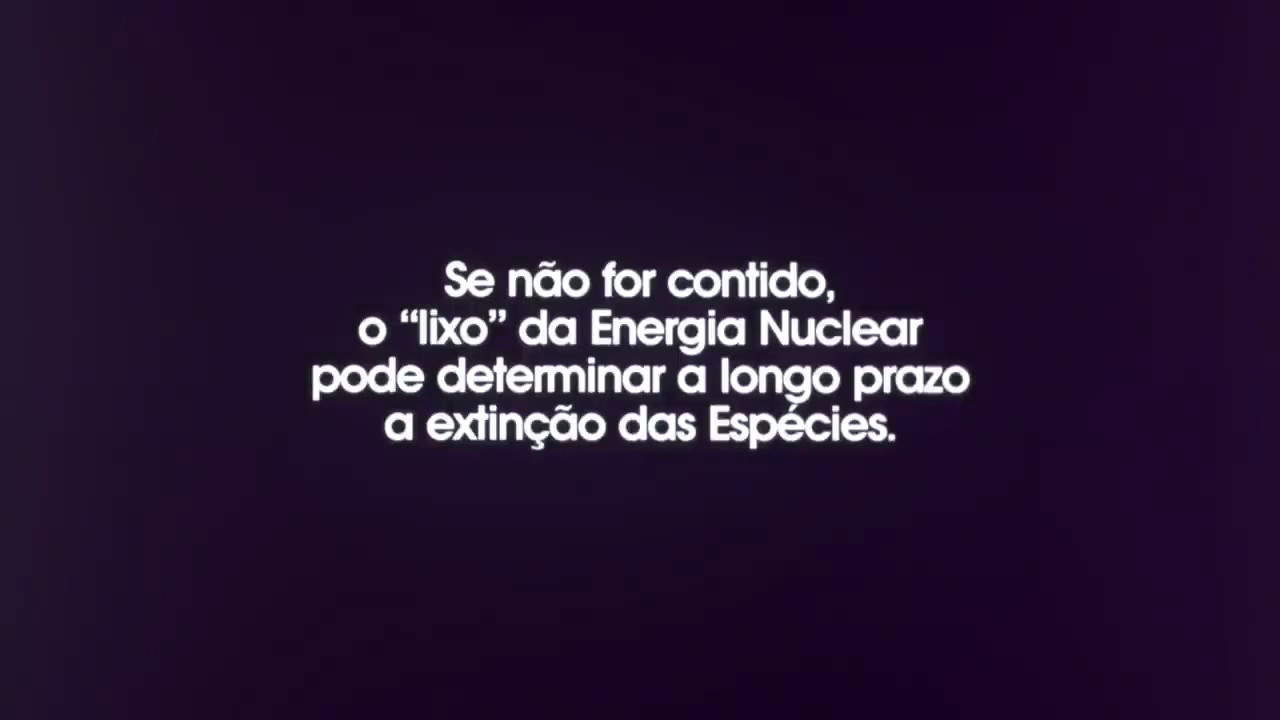 Se não for contido,
o “lixo” da Energia Nuclear
pode determinar a longo prazo
a extinção das Espécies.